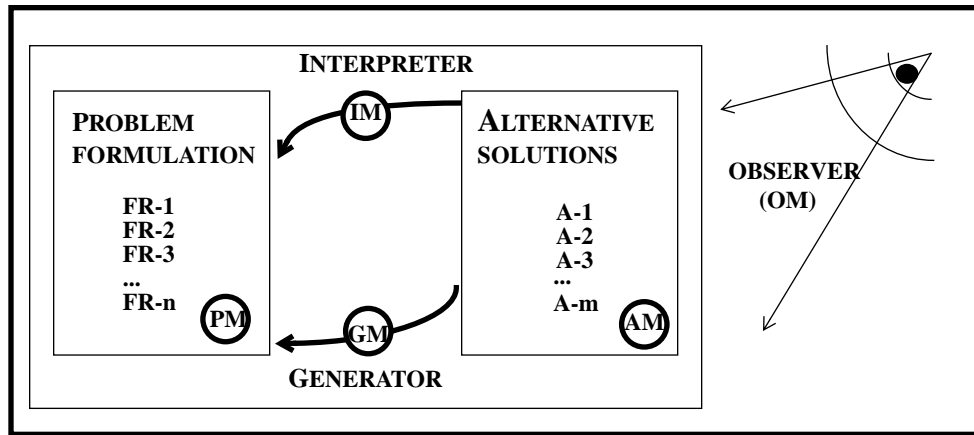 INTERPRETER
IM
PROBLEM
FORMULATION
FR-1
FR-2
FR-3
...
FR-n
PM
ALTERNATIVE
SOLUTIONS
A-1
A-2
A-3
...
A-m
AM
GM
GENERATOR
OBSERVER
(OM)